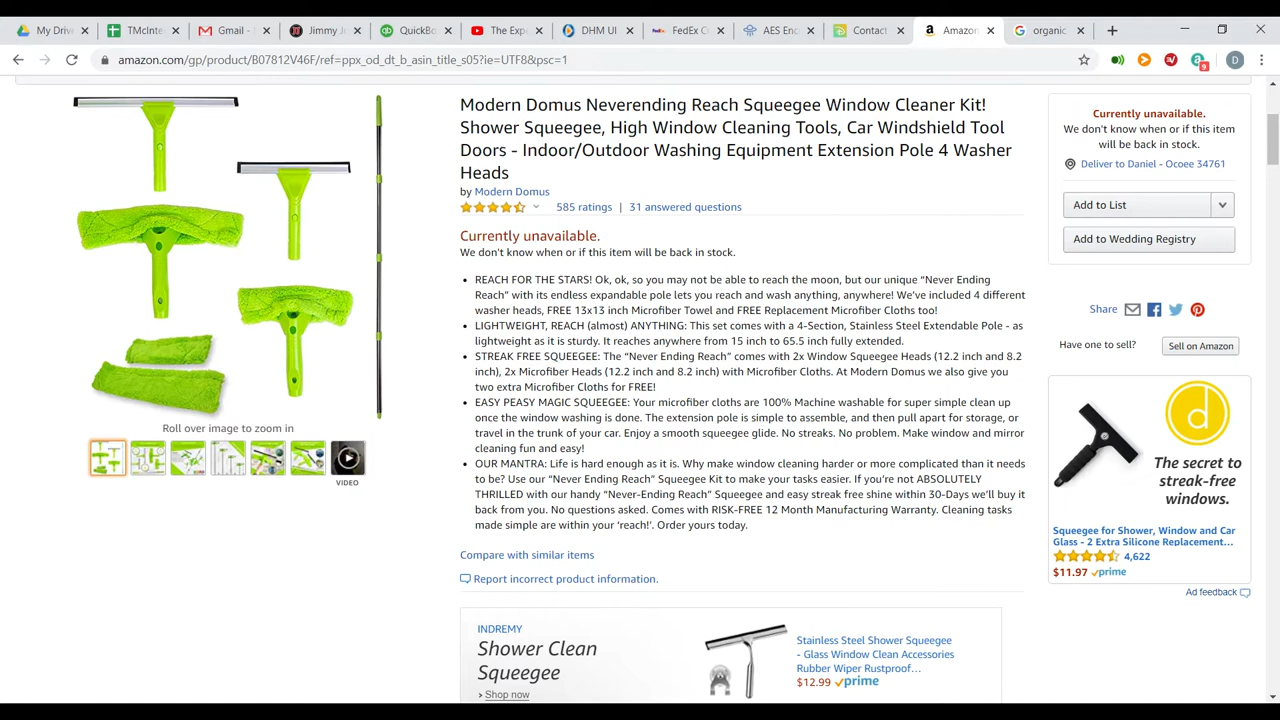 My Drive
TMcInte
Gmail -
Jimmy Jo
QuickBo
The Exp
DHM UI
FedEx C
AES Enc
Contact
Amazon
organic
amazon.com/gp/product/B07812V46F/ref=ppx_od_dt_b_asin_title_s05?ie=UTF8&psc=1
9
D
Modern Domus Neverending Reach Squeegee Window Cleaner Kit!
Shower Squeegee, High Window Cleaning Tools, Car Windshield Tool
Doors - Indoor/Outdoor Washing Equipment Extension Pole 4 Washer
Heads
by Modern Domus
585 ratings | 31 answered questions
Currently unavailable.
We don't know when or if this item will be back in stock.
• REACH FOR THE STARS! Ok, ok, so you may not be able to reach the moon, but our unique “Never Ending
Reach” with its endless expandable pole lets you reach and wash anything, anywhere! We’ve included 4 different
washer heads, FREE 13x13 inch Microfiber Towel and FREE Replacement Microfiber Cloths too!
• LIGHTWEIGHT, REACH (almost) ANYTHING: This set comes with a 4-Section, Stainless Steel Extendable Pole - as
lightweight as it is sturdy. It reaches anywhere from 15 inch to 65.5 inch fully extended.
• STREAK FREE SQUEEGEE: The “Never Ending Reach” comes with 2x Window Squeegee Heads (12.2 inch and 8.2
inch), 2x Microfiber Heads (12.2 inch and 8.2 inch) with Microfiber Cloths. At Modern Domus we also give you
two extra Microfiber Cloths for FREE!
• EASY PEASY MAGIC SQUEEGEE: Your microfiber cloths are 100% Machine washable for super simple clean up
once the window washing is done. The extension pole is simple to assemble, and then pull apart for storage, or
travel in the trunk of your car. Enjoy a smooth squeegee glide. No streaks. No problem. Make window and mirror
cleaning fun and easy!
• OUR MANTRA: Life is hard enough as it is. Why make window cleaning harder or more complicated than it needs
to be? Use our “Never Ending Reach” Squeegee Kit to make your tasks easier. If you’re not ABSOLUTELY
THRILLED with our handy “Never-Ending Reach” Squeegee and easy streak free shine within 30-Days we’ll buy it
back from you. No questions asked. Comes with RISK-FREE 12 Month Manufacturing Warranty. Cleaning tasks
made simple are within your ‘reach!’. Order yours today.
Compare with similar items
Report incorrect product information.
Roll over image to zoom in
VIDEO
INDREMY
Shower Clean
Squeegee
› Shop now
Stainless Steel Shower Squeegee
- Glass Window Clean Accessories
Rubber Wiper Rustproof…
$12.99 prime
Currently unavailable.
We don't know when or if this item
will be back in stock.
Deliver to Daniel - Ocoee 34761
Add to List
Add to Wedding Registry
Share
Have one to sell?
Sell on Amazon
d
The secret to
streak-free
windows.
Squeegee for Shower, Window and Car
Glass - 2 Extra Silicone Replacement…
4,622
$11.97 prime
Ad feedback